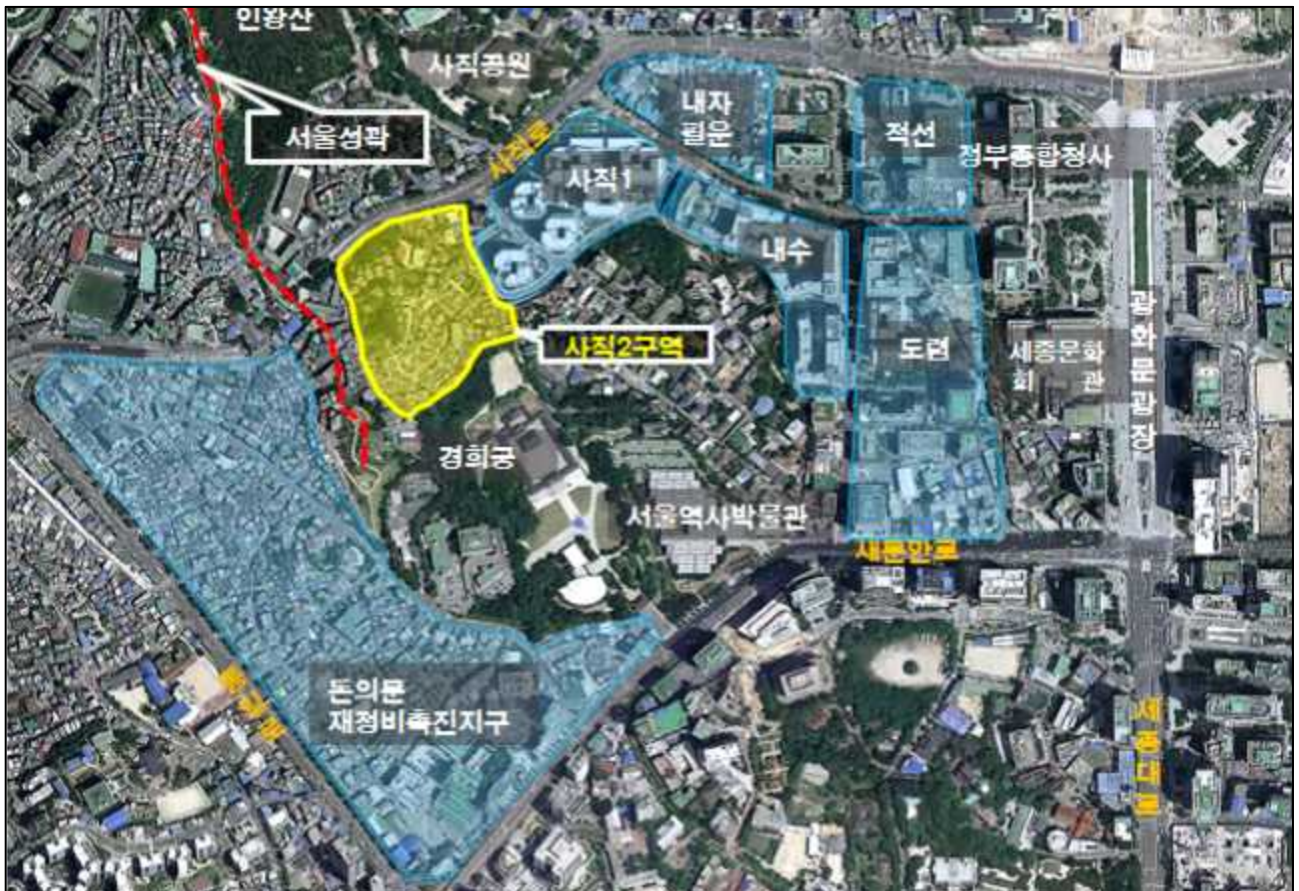 인왕산
사직공원
서울성곽
사직로
내자
필운
적선
정부종합청사
사직1
내수
사직2구역
도렴
세종문화
회 관
광화문광장
경희궁
서울역사박물관
새문안로
돈의문
재정비촉진지구
세종대로